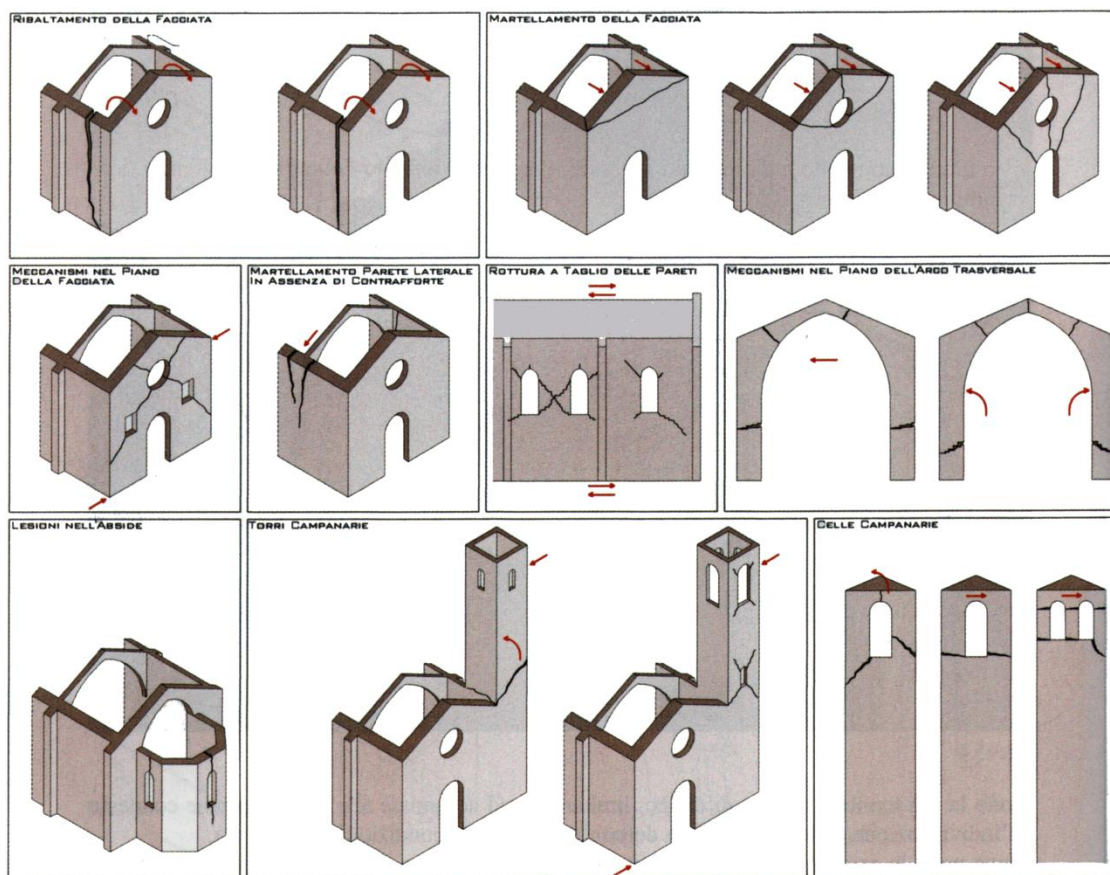 Ribaltamento della Facciata
Martellamento della Facciata
Meccanismi nel Piano
Della Facciata
Martellamento Parete Laterale
In Assenza di Contrafforte
Rottura a Taglio delle Pareti
Meccanismi nel Piano dell'Arco Trasversale
Lesioni nell'Abside
Torri Campanarie
Celle Campanarie